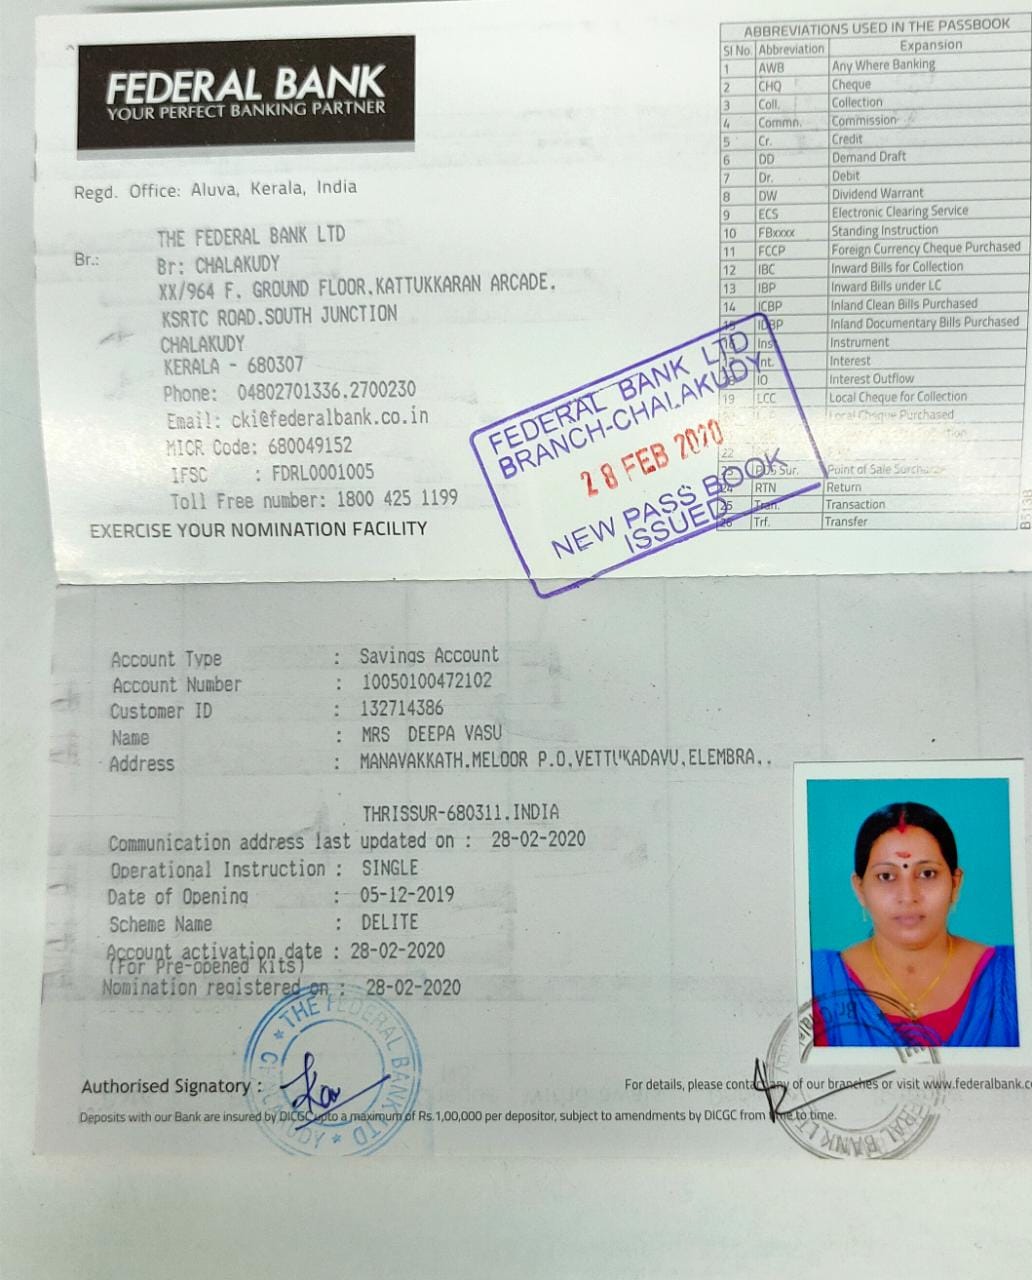 FEDERAL BANK
YOUR PERFECT BANKING PARTNER
Regd. Office: Aluva, Kerala, India
Br.:
THE FEDERAL BANK LTD
Br: CHALAKUDY
XX/964 F. GROUND FLOOR.KATTUKKARAN ARCADE.
KSRTC ROAD.SOUTH JUNCTION
CHALAKUDY
KERALA - 680307
Phone: 04802701336.2700230
Email: cki@federalbank.co.in
MICR Code: 680049152
IFSC : FDRL0001005
Toll Free number: 1800 425 1199
EXERCISE YOUR NOMINATION FACILITY
ABBREVIATIONS USED IN THE PASSBOOK
Sl No. Abbreviation Expansion
1 AWB Any Where Banking
2 CHQ Cheque
3 Coll. Collection
4 Commn. Commission
5 Cr. Credit
6 DD Demand Draft
7 Dr. Debit
8 DW Dividend Warrant
9 ECS Electronic Clearing Service
10 FBxxxx Standing Instruction
11 FCCP Foreign Currency Cheque Purchased
12 IBC Inward Bills for Collection
13 IBP Inward Bills under LC
14 ICBP Inland Clean Bills Purchased
15 IDBP Inland Documentary Bills Purchased
Ins Instrument
Int. Interest
IO Interest Outflow
19 LCC Local Cheque for Collection
Local Cheque Purchased
22
23 POS Sur. Point of Sale Surcharge
24 RTN Return
25 Tran. Transaction
26 Trf. Transfer
FEDERAL BANK LTD
BRANCH-CHALAKUDY
28 FEB 2020
NEW PASS BOOK
ISSUED
Account Type : Savings Account
Account Number : 10050100472102
Customer ID : 132714386
Name : MRS DEEPA VASU
Address : MANAVAKKATH.MELOOR P.O,VETTUKADAVU,ELEMBRA,.
THRISSUR-680311.INDIA
Communication address last updated on : 28-02-2020
Operational Instruction : SINGLE
Date of Opening : 05-12-2019
Scheme Name : DELITE
Account activation date : 28-02-2020
(For Pre-opened kits)
Nomination registered on : 28-02-2020
THE FEDERAL BANK LTD
CHALAKUDY
Authorised Signatory :
For details, please contact any of our branches or visit www.federalbank.c
Deposits with our Bank are insured by DICGC upto a maximum of Rs.1,00,000 per depositor, subject to amendments by DICGC from time to time.